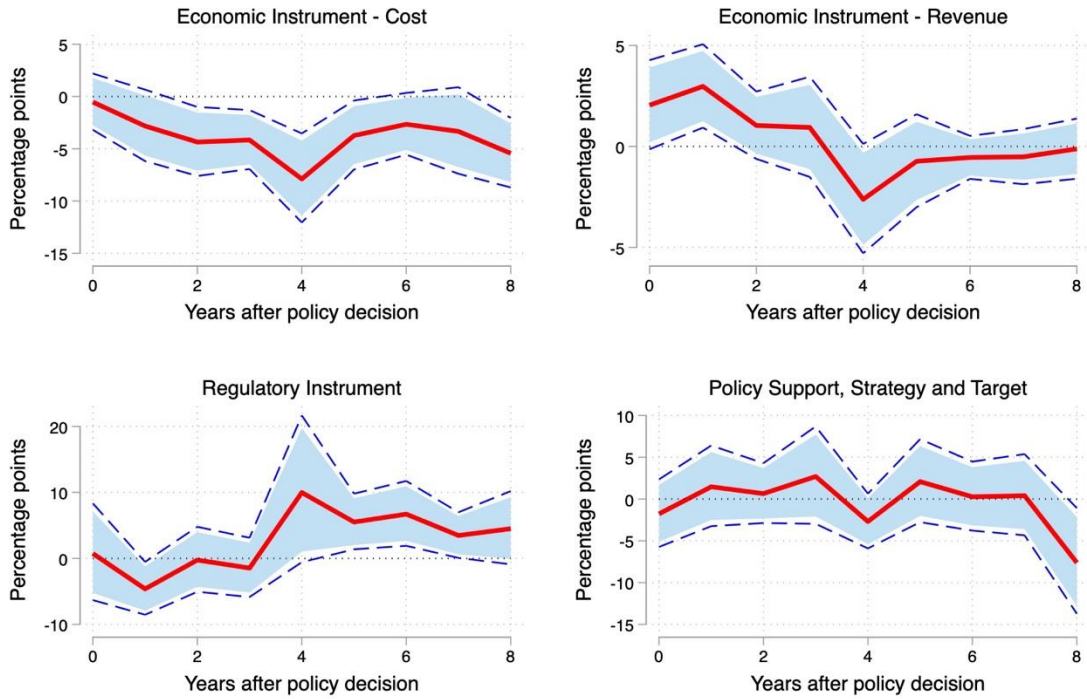 Economic Instrument - Cost
Percentage points
5
0
-5
-10
-15
0 2 4 6 8
Years after policy decision
Economic Instrument - Revenue
Percentage points
5
0
-5
0 2 4 6 8
Years after policy decision
Regulatory Instrument
Percentage points
20
10
0
-10
0 2 4 6 8
Years after policy decision
Policy Support, Strategy and Target
Percentage points
10
5
0
-5
-10
-15
0 2 4 6 8
Years after policy decision